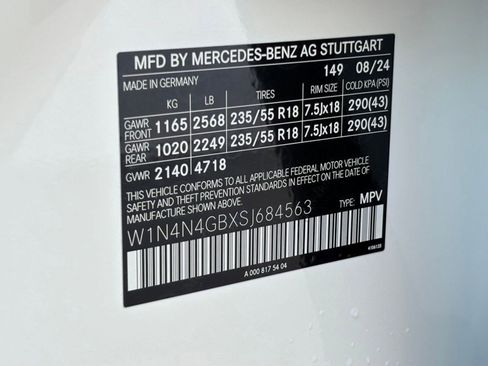 MFD BY MERCEDES-BENZ AG STUTTGART
MADE IN GERMANY 149 08/24
KG LB TIRES RIM SIZE COLD KPA (PSI)
GAWR FRONT 1165 2568 235/55 R18 7.5Jx18 290(43)
GAWR REAR 1020 2249 235/55 R18 7.5Jx18 290(43)
GVWR 2140 4718
THIS VEHICLE CONFORMS TO ALL APPLICABLE FEDERAL MOTOR VEHICLE
SAFETY AND THEFT PREVENTION STANDARDS IN EFFECT ON THE DATE OF
MANUFACTURE SHOWN ABOVE.
W1N4N4GBXSJ684563 TYPE: MPV
A 000 817 54 04